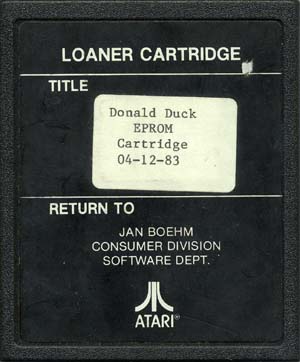 LOANER CARTRIDGE
TITLE
Donald Duck
EPROM
Cartridge
04-12-83
RETURN TO
JAN BOEHM
CONSUMER DIVISION
SOFTWARE DEPT.
ATARI®